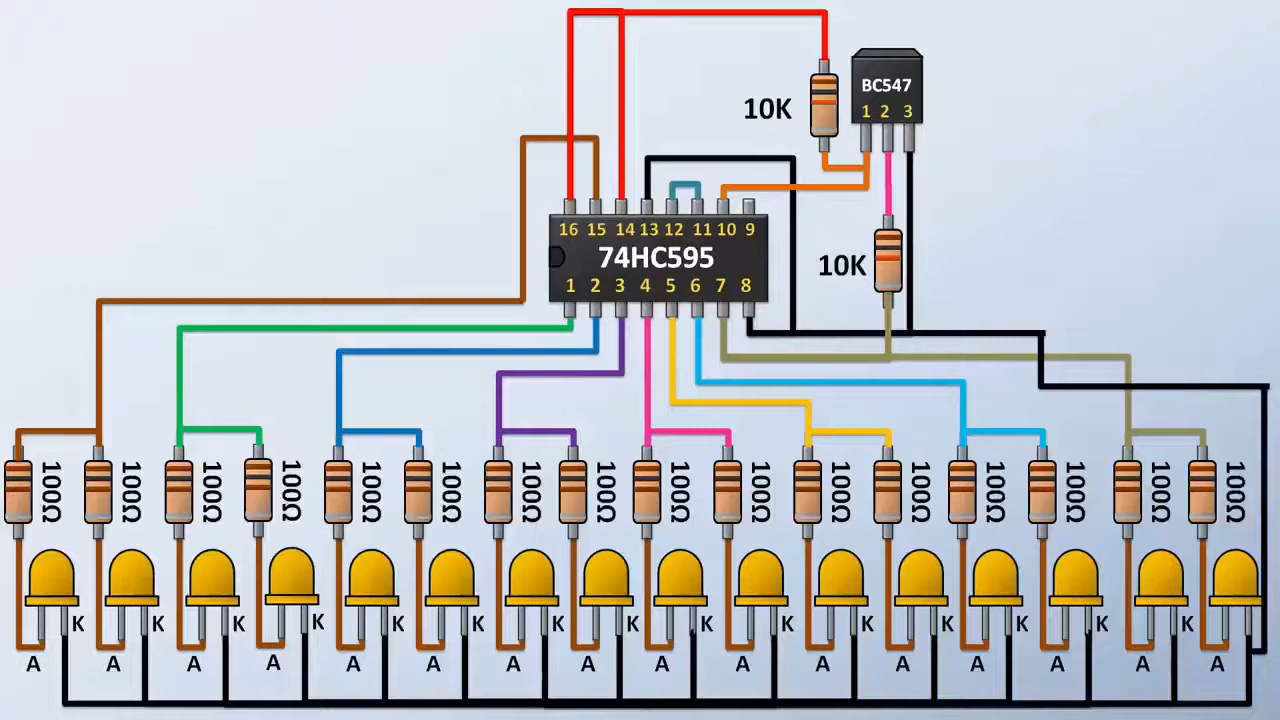 BC547
1 2 3
10K
16 15 14 13 12 11 10 9
74HC595
10K
1 2 3 4 5 6 7 8
100Ω 100Ω 100Ω 100Ω 100Ω 100Ω 100Ω 100Ω 100Ω 100Ω 100Ω 100Ω 100Ω 100Ω 100Ω 100Ω
K K K K K K K K K K K K K K K
A A A A A A A A A A A A A A A A